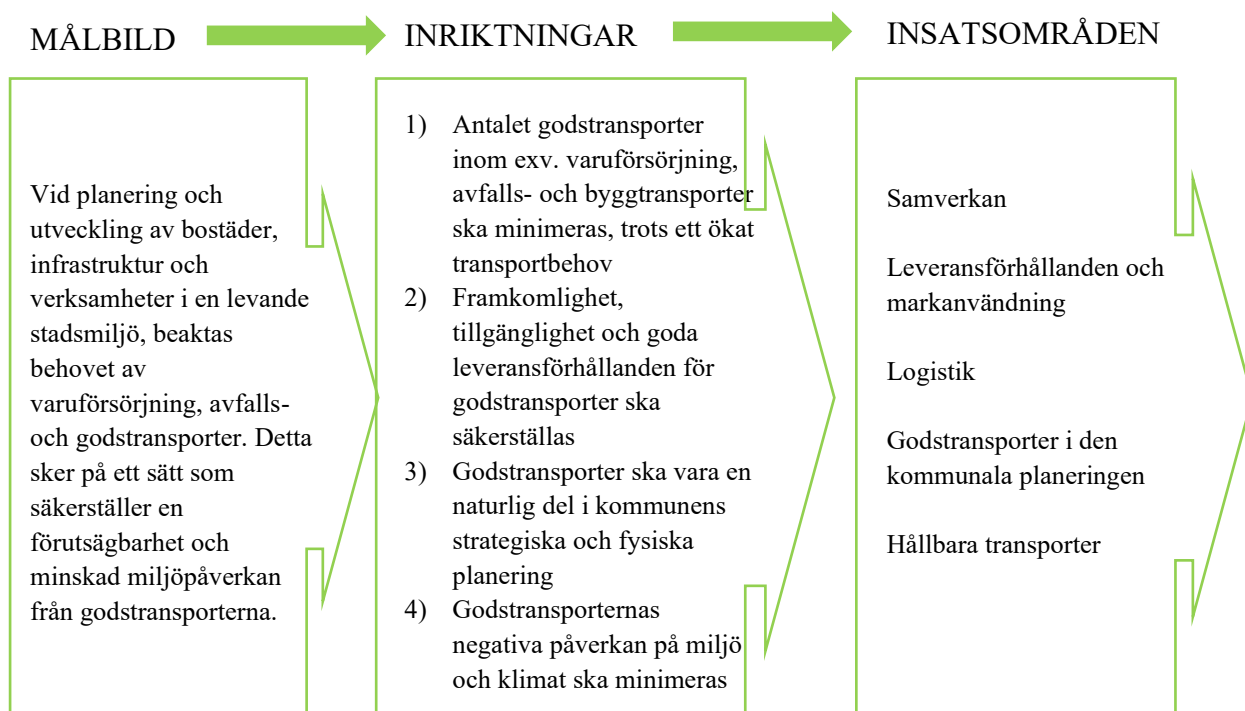 MÅLBILD
INRIKTNINGAR
INSATSOMRÅDEN
Vid planering och
utveckling av bostäder,
infrastruktur och
verksamheter i en levande
stadsmiljö, beaktas
behovet av
varuförsörjning, avfalls-
och godstransporter. Detta
sker på ett sätt som
säkerställer en
förutsägbarhet och
minskad miljöpåverkan
från godstransporterna.
1) Antalet godstransporter
inom exv. varuförsörjning,
avfalls- och byggtransporter
ska minimeras, trots ett ökat
transportbehov
2) Framkomlighet,
tillgänglighet och goda
leveransförhållanden för
godstransporter ska
säkerställas
3) Godstransporter ska vara en
naturlig del i kommunens
strategiska och fysiska
planering
4) Godstransporternas
negativa påverkan på miljö
och klimat ska minimeras
Samverkan
Leveransförhållanden och
markanvändning
Logistik
Godstransporter i den
kommunala planeringen
Hållbara transporter